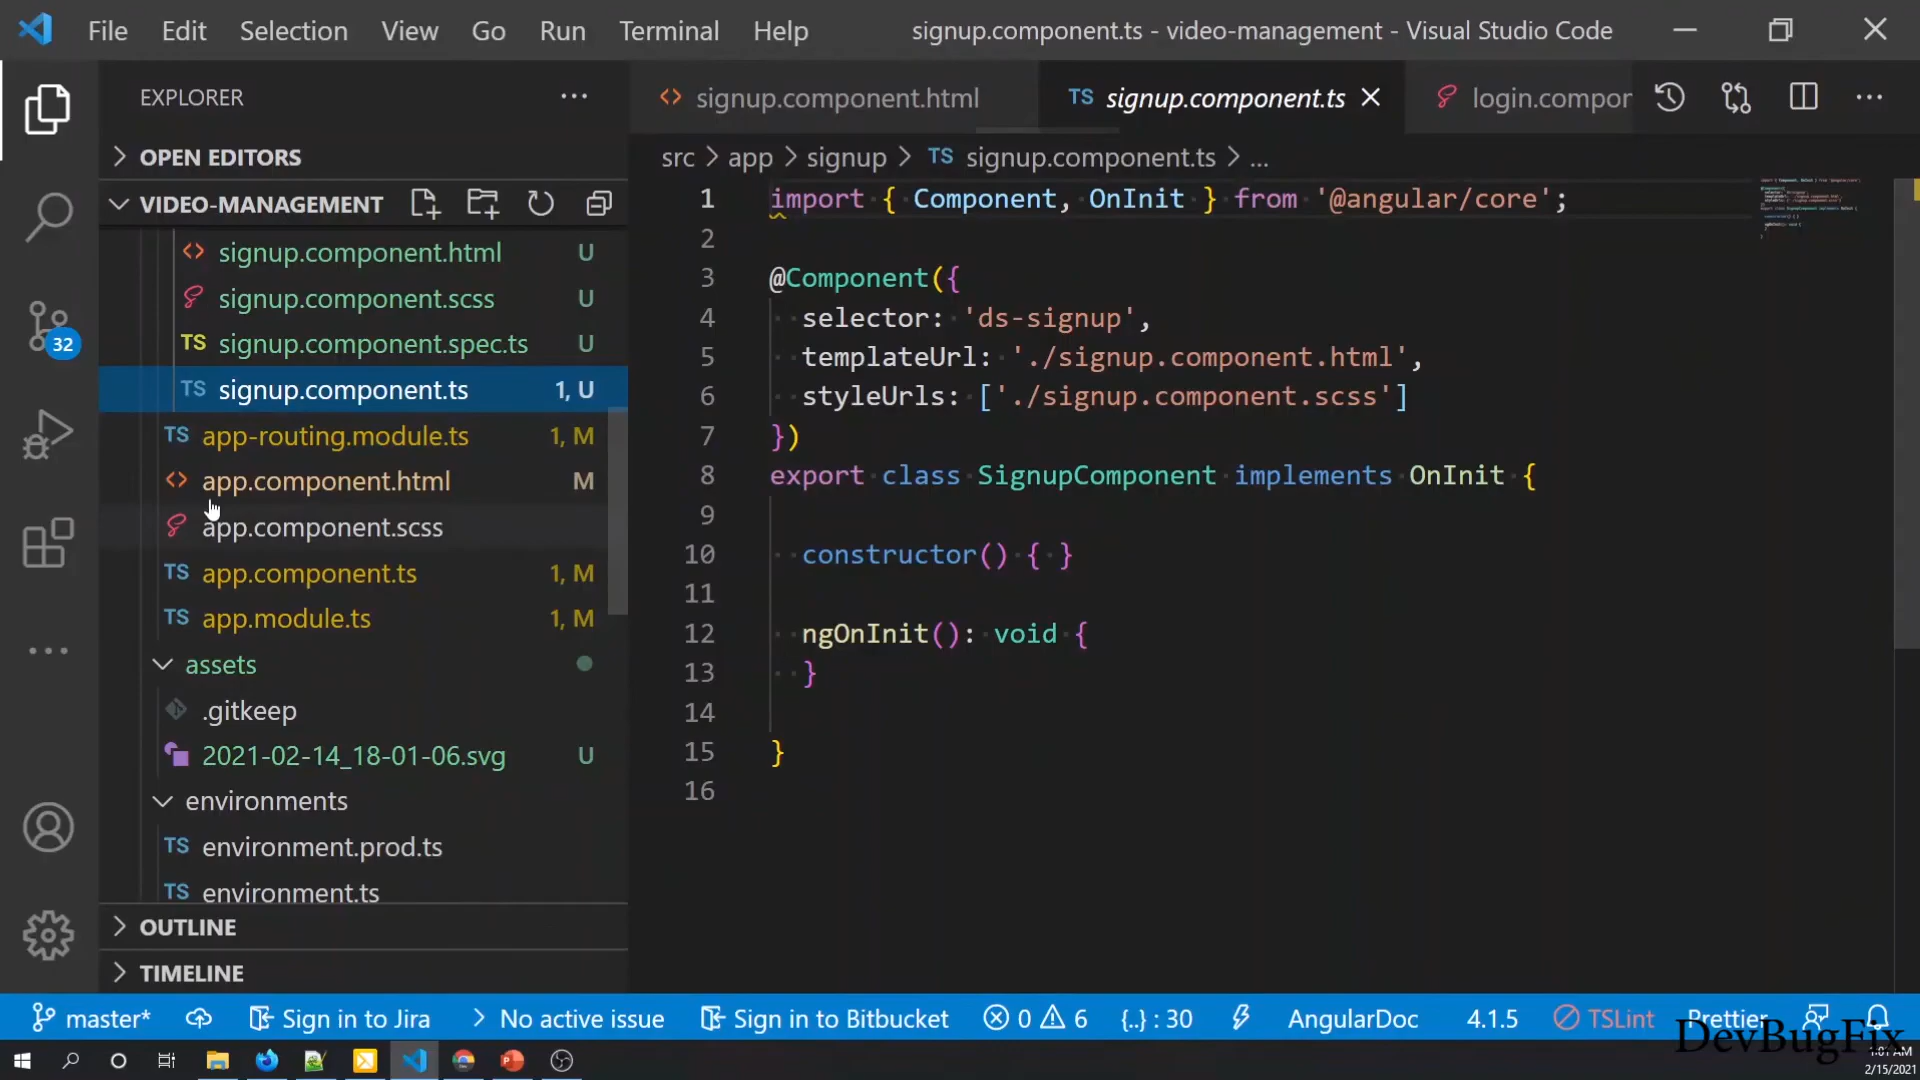 File Edit Selection View Go Run Terminal Help signup.component.ts - video-management - Visual Studio Code
EXPLORER
OPEN EDITORS
VIDEO-MANAGEMENT
signup.component.html U
signup.component.scss U
TS signup.component.spec.ts U
TS signup.component.ts 1, U
TS app-routing.module.ts 1, M
app.component.html M
app.component.scss
TS app.component.ts 1, M
TS app.module.ts 1, M
assets
.gitkeep
2021-02-14_18-01-06.svg U
environments
TS environment.prod.ts
TS environment.ts
OUTLINE
TIMELINE
32
signup.component.html TS signup.component.ts login.compor
src > app > signup > TS signup.component.ts > ...
1 import { Component, OnInit } from '@angular/core';
2
3 @Component({
4 selector: 'ds-signup',
5 templateUrl: './signup.component.html',
6 styleUrls: ['./signup.component.scss']
7 })
8 export class SignupComponent implements OnInit {
9
10 constructor() { }
11
12 ngOnInit(): void {
13 }
14
15 }
16
master* Sign in to Jira No active issue Sign in to Bitbucket 0 6 {..} : 30 AngularDoc 4.1.5 TSLint Prettier
DevBugFix
1:01 AM
2/15/2021